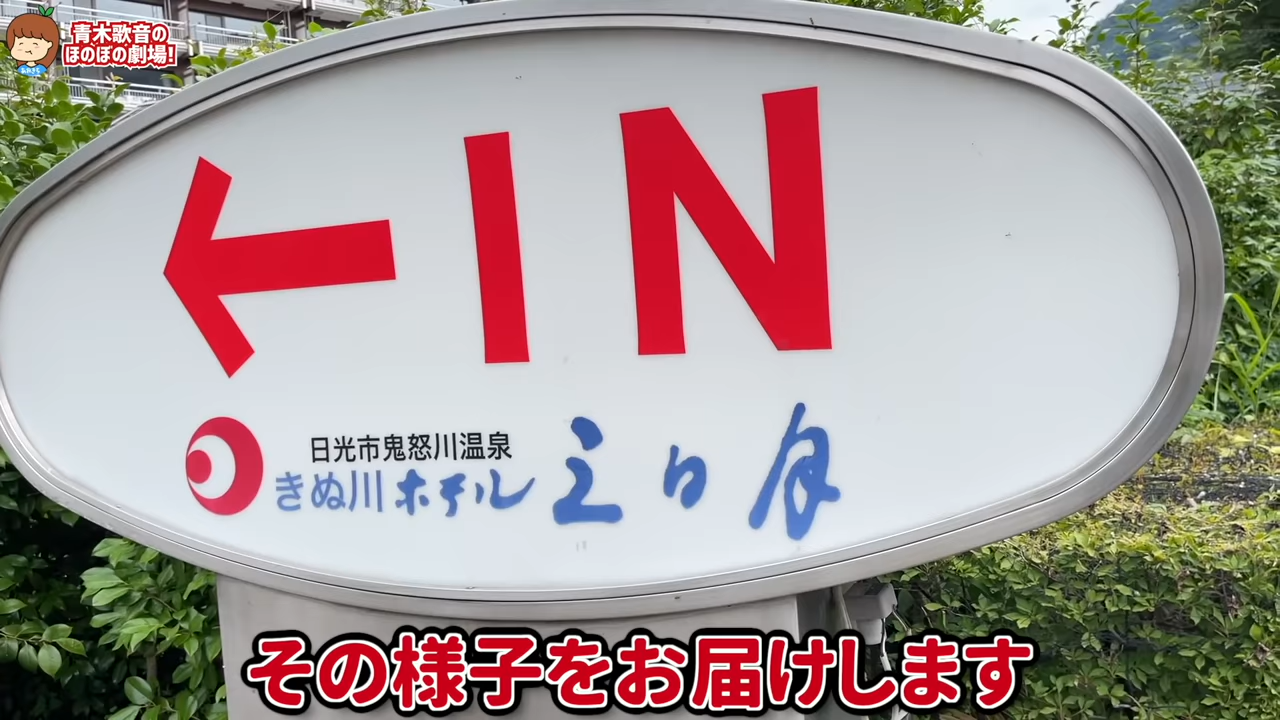 青木歌音の
ほのぼの劇場!
← IN
日光市鬼怒川温泉
きぬ川ホテル三日月
その様子をお届けします